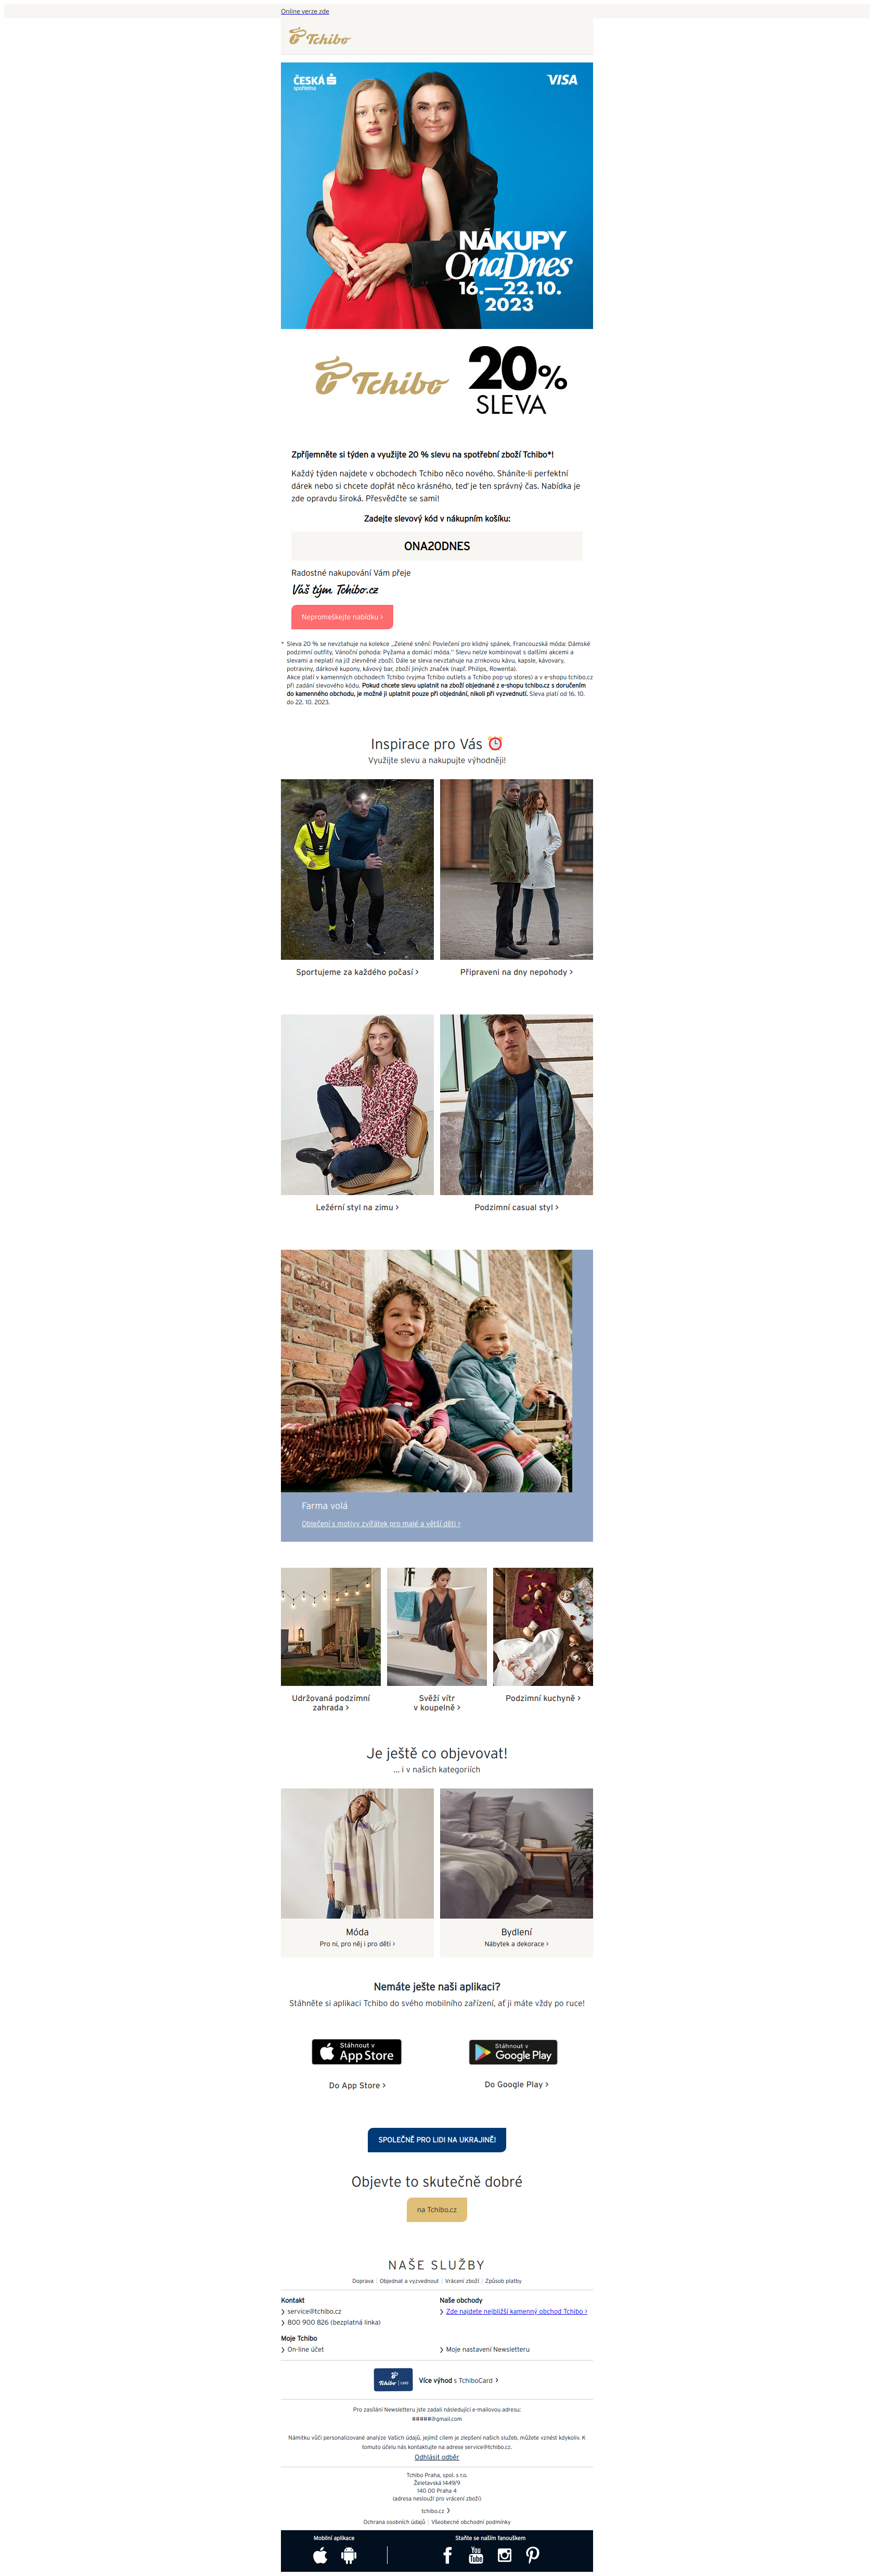 Online verze zde
Tchibo
ČESKÁ
spořitelna
VISA
NÁKUPY
OnaDnes
16.—22.10.
2023
Tchibo
20%
SLEVA
Zpříjemněte si týden a využijte 20 % slevu na spotřební zboží Tchibo*!
Každý týden najdete v obchodech Tchibo něco nového. Sháníte-li perfektní
dárek nebo si chcete dopřát něco krásného, teď je ten správný čas. Nabídka je
zde opravdu široká. Přesvědčte se sami!
Zadejte slevový kód v nákupním košíku:
ONA20DNES
Radostné nakupování Vám přeje
Váš tým Tchibo.cz
Nepromeškejte nabídku >
* Sleva 20 % se nevztahuje na kolekce „Zelené snění: Povlečení pro klidný spánek, Francouzská móda: Dámské
podzimní outfity, Vánoční pohoda: Pyžama a domácí móda.“ Slevu nelze kombinovat s dalšími akcemi a
slevami a neplatí na již zlevněné zboží. Dále se sleva nevztahuje na zrnkovou kávu, kapsle, kávovary,
potraviny, dárkové kupony, kávový bar, zboží jiných značek (např. Philips, Rowenta).
Akce platí v kamenných obchodech Tchibo (vyjma Tchibo outlets a Tchibo pop-up stores) a v e-shopu tchibo.cz
při zadání slevového kódu. Pokud chcete slevu uplatnit na zboží objednané z e-shopu tchibo.cz s doručením
do kamenného obchodu, je možné ji uplatnit pouze při objednání, nikoli při vyzvednutí. Sleva platí od 16. 10.
do 22. 10. 2023.
Inspirace pro Vás
Využijte slevu a nakupujte výhodněji!
Sportujeme za každého počasí >
Připraveni na dny nepohody >
Ležérní styl na zimu >
Podzimní casual styl >
Farma volá
Oblečení s motivy zvířátek pro malé a větší děti >
Udržovaná podzimní
zahrada >
Svěží vítr
v koupelně >
Podzimní kuchyně >
Je ještě co objevovat!
... i v našich kategoriích
Móda
Pro ni, pro něj i pro děti >
Bydlení
Nábytek a dekorace >
Nemáte ješte naši aplikaci?
Stáhněte si aplikaci Tchibo do svého mobilního zařízení, ať ji máte vždy po ruce!
Stáhnout v
App Store
Stáhnout v
Google Play
Do App Store >
Do Google Play >
SPOLEČNĚ PRO LIDI NA UKRAJINĚ!
Objevte to skutečně dobré
na Tchibo.cz
NAŠE SLUŽBY
Doprava | Objednat a vyzvednout | Vrácení zboží | Způsob platby
Kontakt
> service@tchibo.cz
> 800 900 826 (bezplatná linka)
Naše obchody
> Zde najdete nejbližší kamenný obchod Tchibo >
Moje Tchibo
> On-line účet
> Moje nastavení Newsletteru
Tchibo CARD
Více výhod s TchiboCard >
Pro zasílání Newsletteru jste zadali následující e-mailovou adresu:
@gmail.com
Námitku vůči personalizované analýze Vašich údajů, jejímž cílem je zlepšení našich služeb, můžete vznést kdykoliv. K
tomuto účelu nás kontaktujte na adrese service@tchibo.cz.
Odhlásit odběr
Tchibo Praha, spol. s r.o.
Želetavská 1449/9
140 00 Praha 4
(adresa neslouží pro vrácení zboží)
tchibo.cz >
Ochrana osobních údajů | Všeobecné obchodní podmínky
Mobilní aplikace
Staňte se naším fanouškem
You
Tube